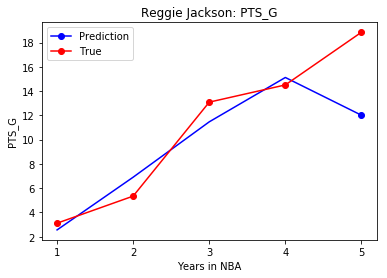 Reggie Jackson: PTS_G
Prediction
True
PTS_G
18
16
14
12
10
8
6
4
2
1 2 3 4 5
Years in NBA